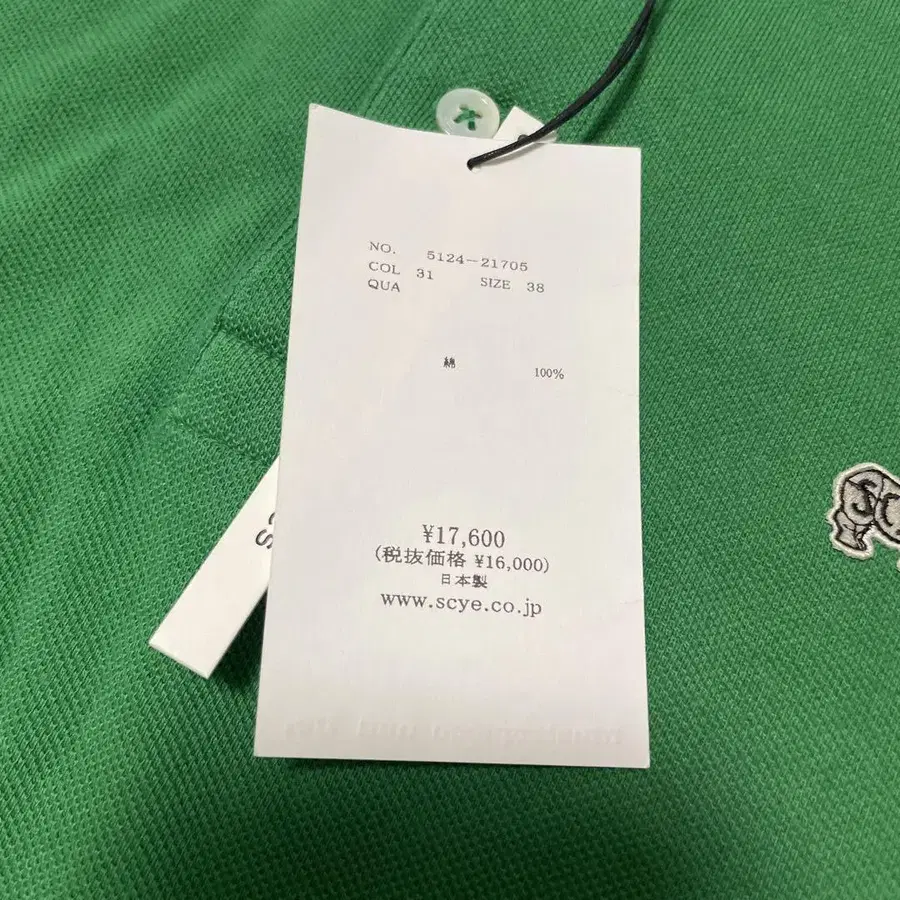 NO. 5124-21705
COL 31 SIZE 38
QUA
綿 100%
¥17,600
(税抜価格 ¥16,000)
日本製
www.scye.co.jp
SC